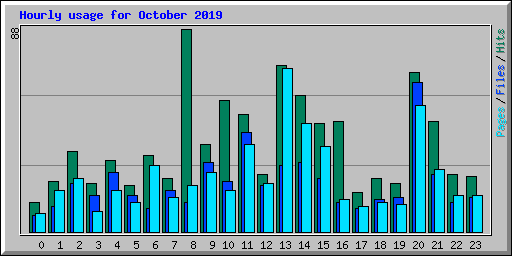 Hourly usage for October 2019
88
Pages / Files / Hits
0 1 2 3 4 5 6 7 8 9 10 11 12 13 14 15 16 17 18 19 20 21 22 23